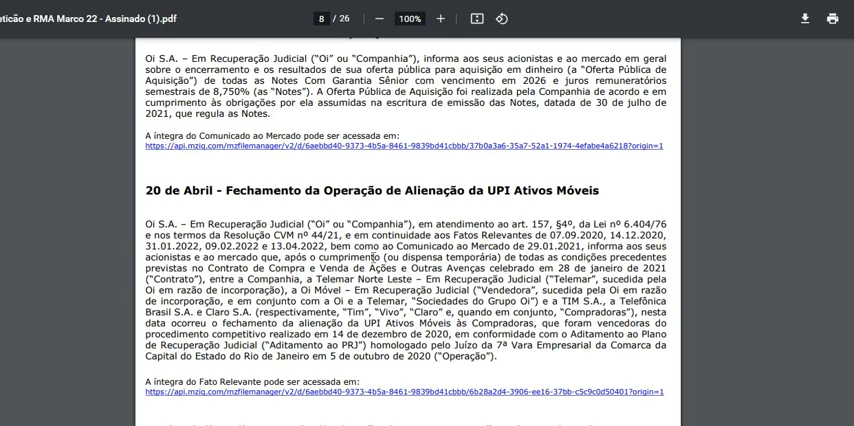 etição e RMA Marco 22 - Assinado (1).pdf
8 / 26
100%
Oi S.A. – Em Recuperação Judicial (“Oi” ou “Companhia”), informa aos seus acionistas e ao mercado em geral
sobre o encerramento e os resultados de sua oferta pública para aquisição em dinheiro (a “Oferta Pública de
Aquisição”) de todas as Notes Com Garantia Sênior com vencimento em 2026 e juros remuneratórios
semestrais de 8,750% (as “Notes”). A Oferta Pública de Aquisição foi realizada pela Companhia de acordo e em
cumprimento às obrigações por ela assumidas na escritura de emissão das Notes, datada de 30 de julho de
2021, que regula as Notes.
A íntegra do Comunicado ao Mercado pode ser acessada em:
https://api.mziq.com/mzfilemanager/v2/d/6aebbd40-9373-4b5a-8461-9839bd41cbbb/37b0a3a6-35a7-52a1-1974-4efabe4a6218?origin=1
20 de Abril - Fechamento da Operação de Alienação da UPI Ativos Móveis
Oi S.A. – Em Recuperação Judicial (“Oi” ou “Companhia”), em atendimento ao art. 157, §4º, da Lei nº 6.404/76
e nos termos da Resolução CVM nº 44/21, e em continuidade aos Fatos Relevantes de 07.09.2020, 14.12.2020,
31.01.2022, 09.02.2022 e 13.04.2022, bem como ao Comunicado ao Mercado de 29.01.2021, informa aos seus
acionistas e ao mercado que, após o cumprimento (ou dispensa temporária) de todas as condições precedentes
previstas no Contrato de Compra e Venda de Ações e Outras Avenças celebrado em 28 de janeiro de 2021
(“Contrato”), entre a Companhia, a Telemar Norte Leste – Em Recuperação Judicial (“Telemar”, sucedida pela
Oi em razão de incorporação), a Oi Móvel – Em Recuperação Judicial (“Vendedora”, sucedida pela Oi em razão
de incorporação, e em conjunto com a Oi e a Telemar, “Sociedades do Grupo Oi”) e a TIM S.A., a Telefônica
Brasil S.A. e Claro S.A. (respectivamente, “Tim”, “Vivo”, “Claro” e, quando em conjunto, “Compradoras”), nesta
data ocorreu o fechamento da alienação da UPI Ativos Móveis às Compradoras, que foram vencedoras do
procedimento competitivo realizado em 14 de dezembro de 2020, em conformidade com o Aditamento ao Plano
de Recuperação Judicial (“Aditamento ao PRJ”) homologado pelo Juízo da 7ª Vara Empresarial da Comarca da
Capital do Estado do Rio de Janeiro em 5 de outubro de 2020 (“Operação”).
A íntegra do Fato Relevante pode ser acessada em:
https://api.mziq.com/mzfilemanager/v2/d/6aebbd40-9373-4b5a-8461-9839bd41cbbb/6b28a2d4-3906-ee16-37bb-c5c9c0d50401?origin=1